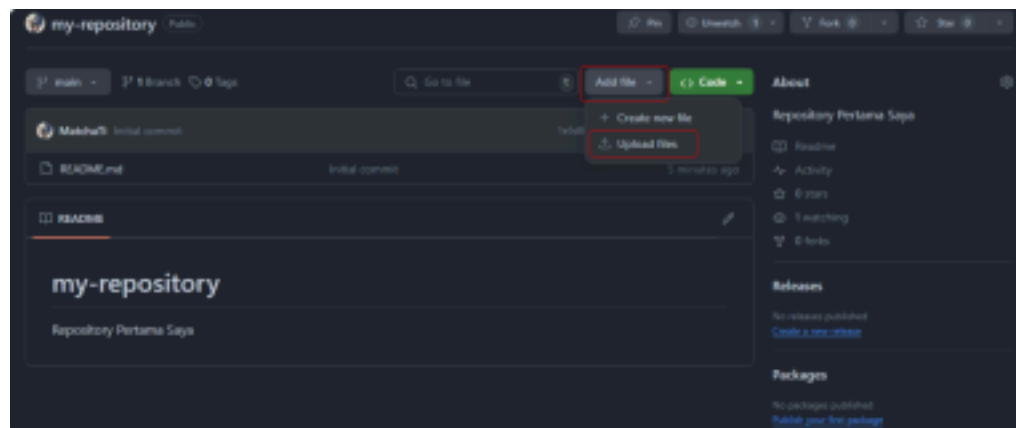 my-repository Public
Pin Unwatch 1 Fork 0 Star 0
main 1 Branch 0 Tags Go to file t Add file Code
Create new file
Upload files
Initial commit
README.md Initial commit 5 minutes ago
README
my-repository
Repository Pertama Saya
About
Repository Pertama Saya
Readme
Activity
0 stars
1 watching
0 forks
Releases
No releases published
Create a new release
Packages
No packages published
Publish your first package